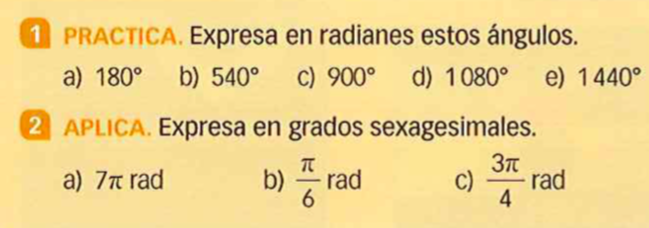 1 PRACTICA. Expresa en radianes estos ángulos.
a) 180° b) 540° c) 900° d) 1 080° e) 1 440°
2 APLICA. Expresa en grados sexagesimales.
a) 7π rad b) π/6 rad c) 3π/4 rad